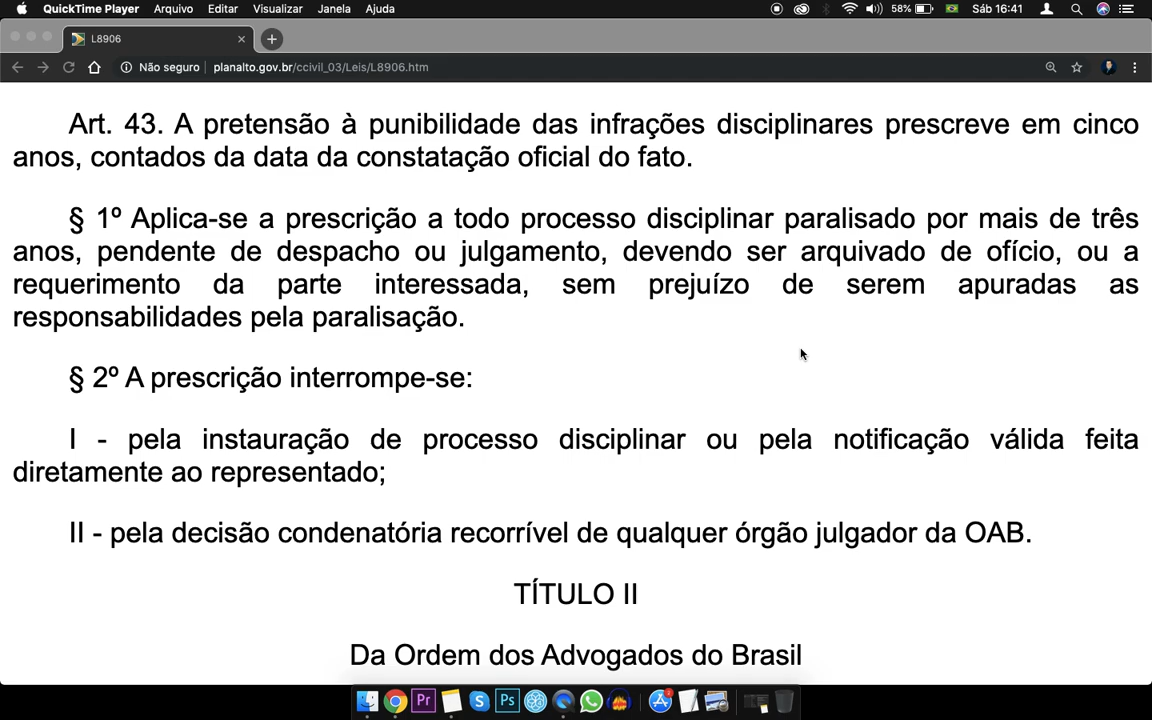 QuickTime Player Arquivo Editar Visualizar Janela Ajuda 58% Sáb 16:41
L8906
Não seguro planalto.gov.br/ccivil_03/Leis/L8906.htm
Art. 43. A pretensão à punibilidade das infrações disciplinares prescreve em cinco
anos, contados da data da constatação oficial do fato.
§ 1º Aplica-se a prescrição a todo processo disciplinar paralisado por mais de três
anos, pendente de despacho ou julgamento, devendo ser arquivado de ofício, ou a
requerimento da parte interessada, sem prejuízo de serem apuradas as
responsabilidades pela paralisação.
§ 2º A prescrição interrompe-se:
I - pela instauração de processo disciplinar ou pela notificação válida feita
diretamente ao representado;
II - pela decisão condenatória recorrível de qualquer órgão julgador da OAB.
TÍTULO II
Da Ordem dos Advogados do Brasil
Pr Ps